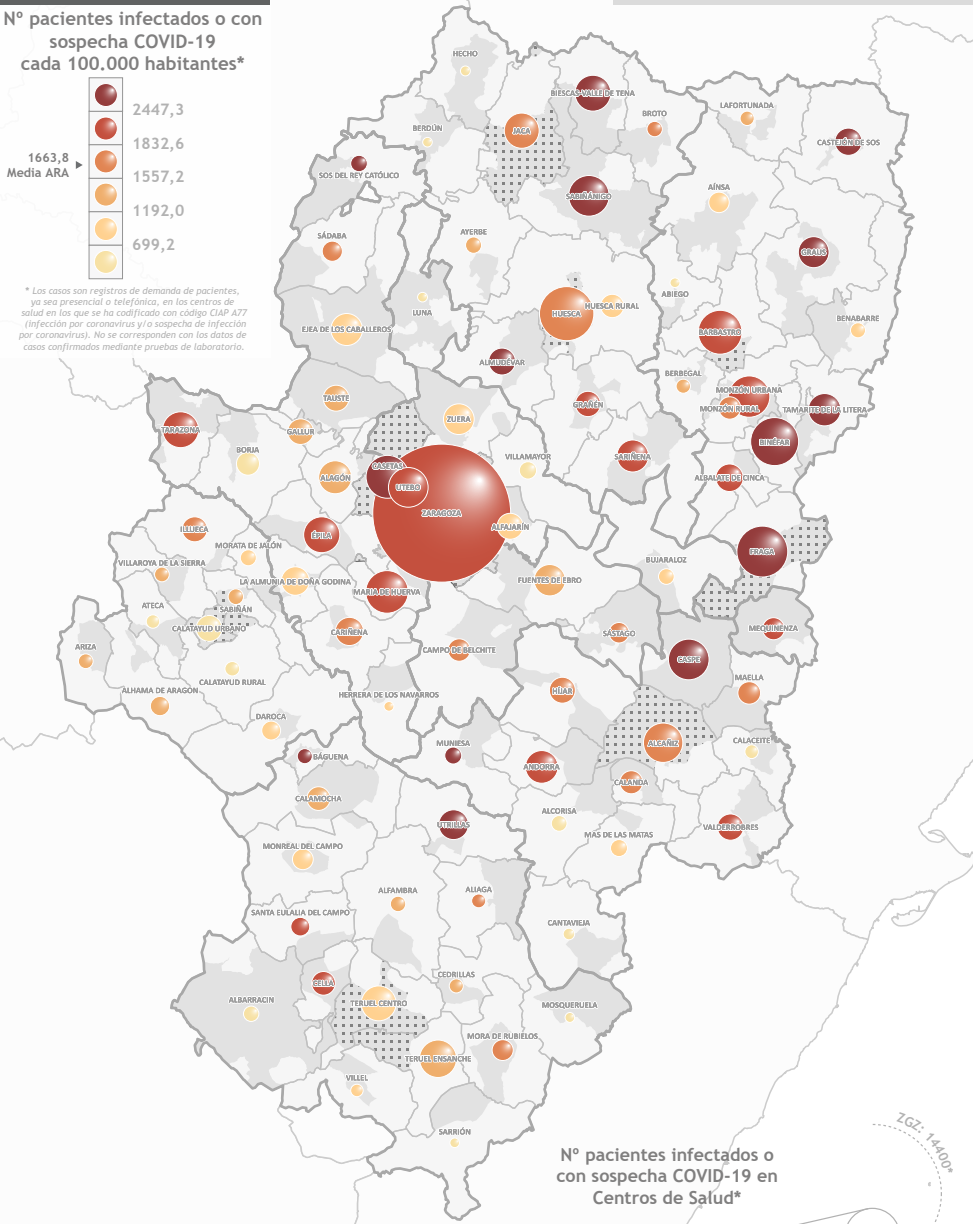 Nº pacientes infectados o con
sospecha COVID-19
cada 100.000 habitantes*
2447,3
1832,6
1663,8
Media ARA
1557,2
1192,0
699,2
* Los casos son registros de demanda de pacientes,
ya sea presencial o telefónica, en los centros de
salud en los que se ha codificado con código CIAP A77
(infección por coronavirus y/o sospecha de infección
por coronavirus). No se corresponden con los datos de
casos confirmados mediante pruebas de laboratorio.
HECHO
BIESCAS-VALLE DE TENA
BROTO
LAFORTUNADA
BERDÚN
JACA
CASTEJÓN DE SOS
SOS DEL REY CATÓLICO
SABIÑÁNIGO
AÍNSA
SÁDABA
AYERBE
GRAUS
ABIEGO
LUNA
HUESCA RURAL
HUESCA
BENABARRE
EJEA DE LOS CABALLEROS
BARBASTRO
ALMUDÉVAR
BERBEGAL
MONZÓN URBANA
TAUSTE
GRAÑÉN
MONZÓN RURAL
TAMARITE DE LA LITERA
ZUERA
TARAZONA
GALLUR
BINÉFAR
BORJA
VILLAMAYOR
SARIÑENA
CASETAS
ALAGÓN
UTEBO
ALBALATE DE CINCA
ZARAGOZA
ILLUECA
ALFAJARÍN
ÉPILA
MORATA DE JALÓN
FRAGA
VILLAROYA DE LA SIERRA
BUJARALOZ
LA ALMUNIA DE DOÑA GODINA
FUENTES DE EBRO
MARIA DE HUERVA
ATECA
SABIÑÁN
CALATAYUD URBANO
CARIÑENA
SÁSTAGO
MEQUINENZA
ARIZA
CAMPO DE BELCHITE
CASPE
CALATAYUD RURAL
MAELLA
ALHAMA DE ARAGÓN
HERRERA DE LOS NAVARROS
HÍJAR
DAROCA
MUNIESA
ALCAÑIZ
CALACEITE
BÁGUENA
ANDORRA
CALANDA
CALAMOCHA
ALCORISA
UTRILLAS
VALDERROBRES
MAS DE LAS MATAS
MONREAL DEL CAMPO
ALFAMBRA
ALIAGA
SANTA EULALIA DEL CAMPO
CANTAVIEJA
CELLA
CEDRILLAS
ALBARRACIN
TERUEL CENTRO
MOSQUERUELA
MORA DE RUBIELOS
TERUEL ENSANCHE
VILLEL
SARRIÓN
ZGZ: 14400*
Nº pacientes infectados o
con sospecha COVID-19 en
Centros de Salud*